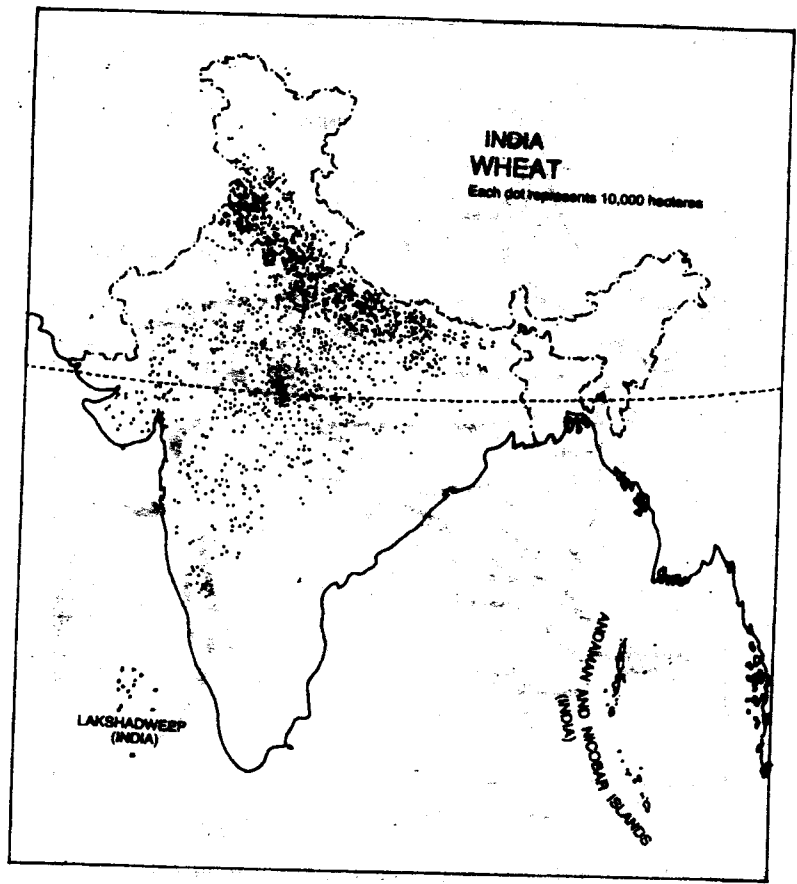 INDIA
WHEAT
Each dot represents 10,000 hectares
LAKSHADWEEP
(INDIA)
ANDAMAN AND NICOBAR ISLANDS
(INDIA)